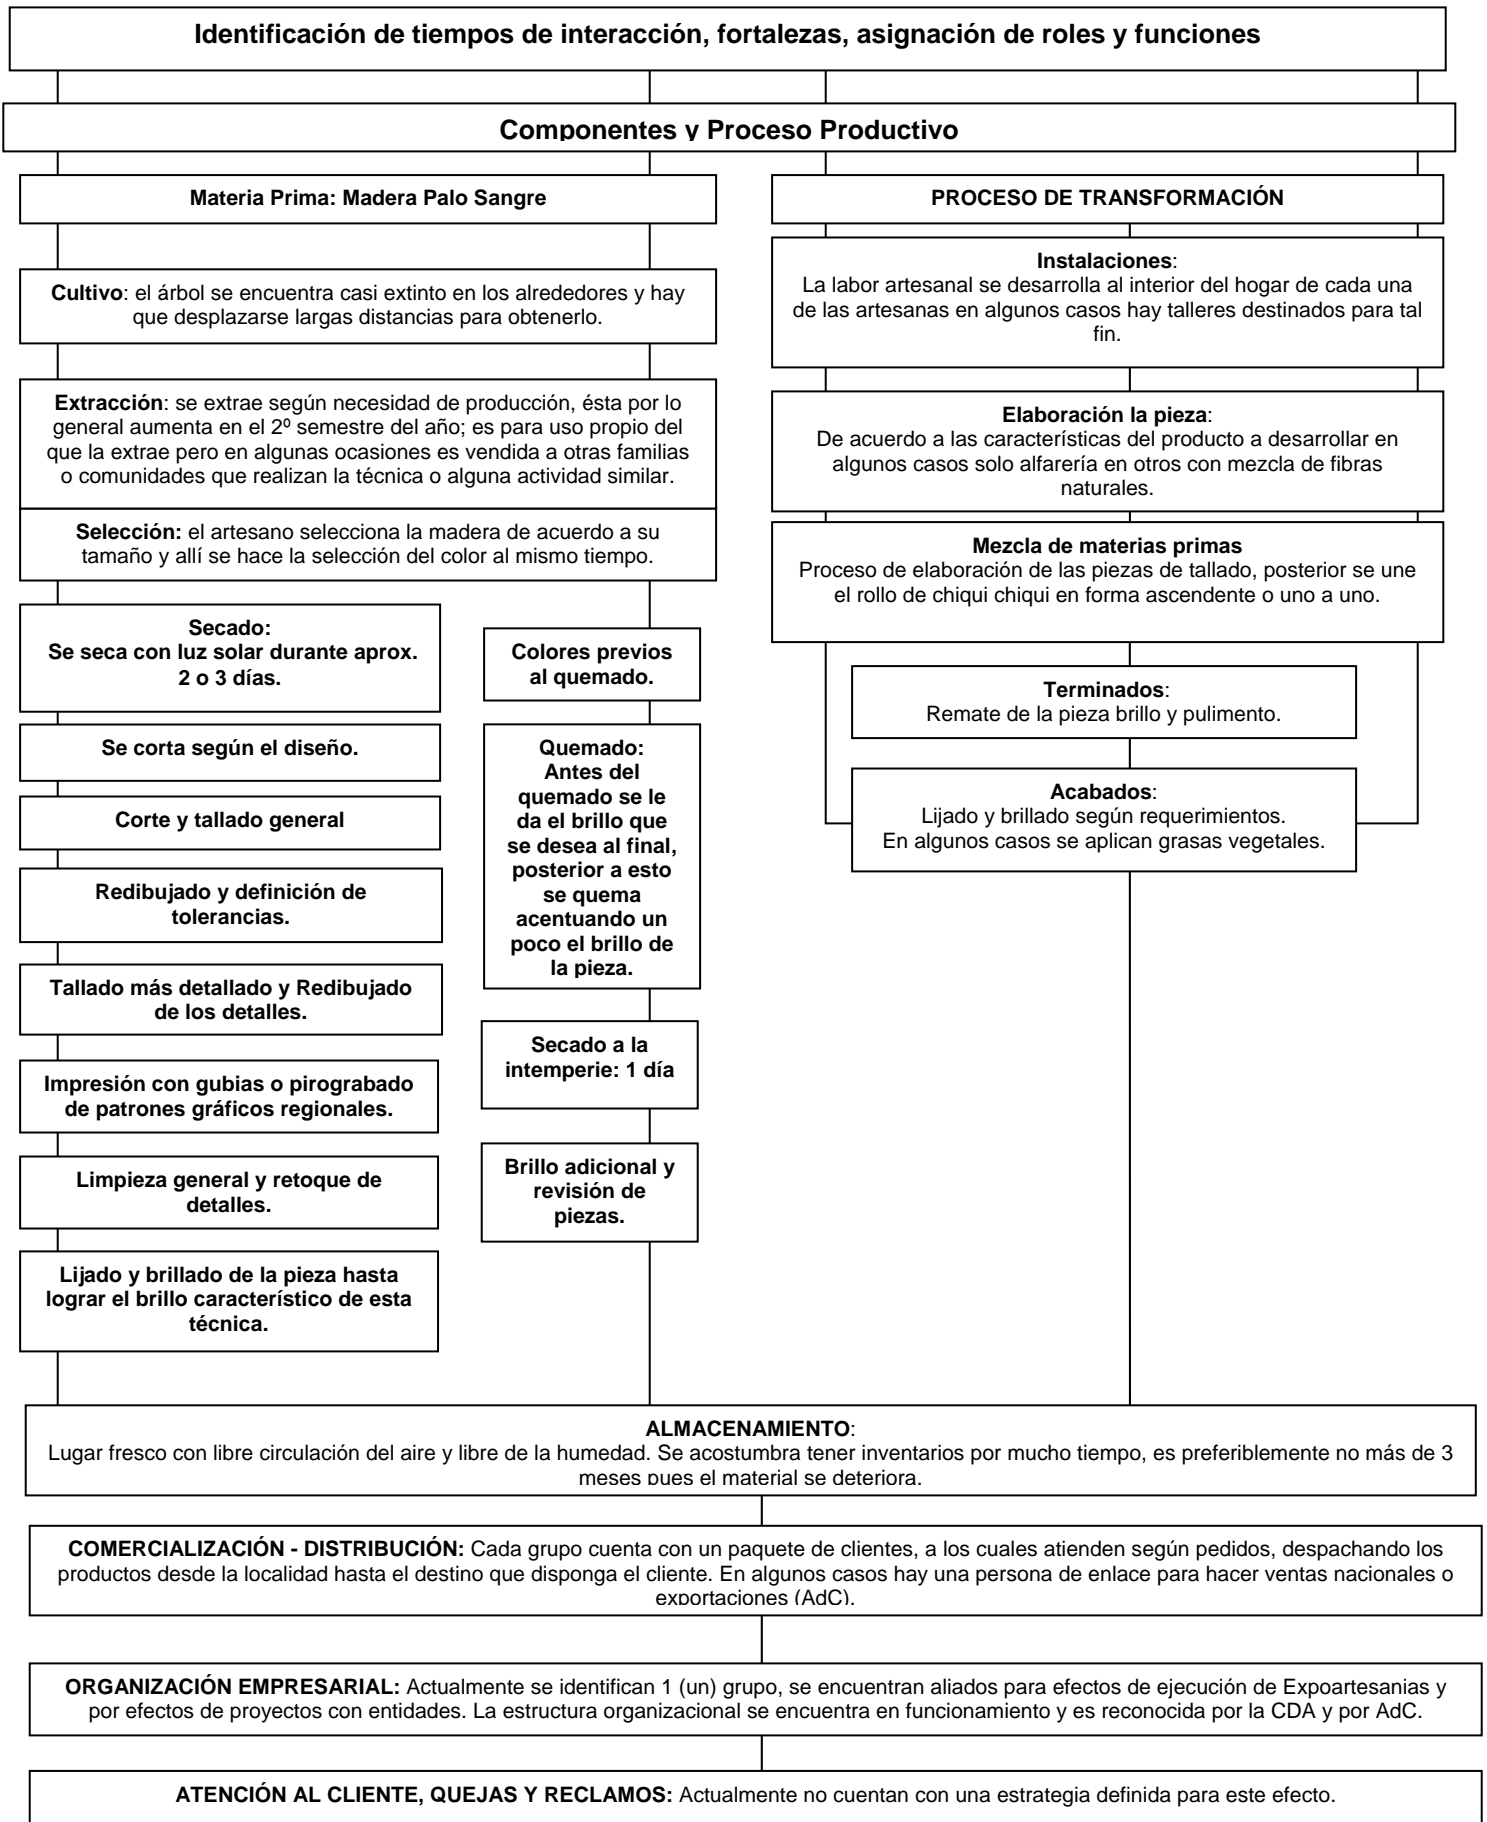 Identificación de tiempos de interacción, fortalezas, asignación de roles y funciones
Componentes y Proceso Productivo
Materia Prima: Madera Palo Sangre
Cultivo: el árbol se encuentra casi extinto en los alrededores y hay
que desplazarse largas distancias para obtenerlo.
Extracción: se extrae según necesidad de producción, ésta por lo
general aumenta en el 2º semestre del año; es para uso propio del
que la extrae pero en algunas ocasiones es vendida a otras familias
o comunidades que realizan la técnica o alguna actividad similar.
Selección: el artesano selecciona la madera de acuerdo a su
tamaño y allí se hace la selección del color al mismo tiempo.
Secado:
Se seca con luz solar durante aprox.
2 o 3 días.
Se corta según el diseño.
Corte y tallado general
Redibujado y definición de
tolerancias.
Tallado más detallado y Redibujado
de los detalles.
Impresión con gubias o pirograbado
de patrones gráficos regionales.
Limpieza general y retoque de
detalles.
Lijado y brillado de la pieza hasta
lograr el brillo característico de esta
técnica.
Colores previos
al quemado.
Quemado:
Antes del
quemado se le
da el brillo que
se desea al final,
posterior a esto
se quema
acentuando un
poco el brillo de
la pieza.
Secado a la
intemperie: 1 día
Brillo adicional y
revisión de
piezas.
PROCESO DE TRANSFORMACIÓN
Instalaciones:
La labor artesanal se desarrolla al interior del hogar de cada una
de las artesanas en algunos casos hay talleres destinados para tal
fin.
Elaboración la pieza:
De acuerdo a las características del producto a desarrollar en
algunos casos solo alfarería en otros con mezcla de fibras
naturales.
Mezcla de materias primas
Proceso de elaboración de las piezas de tallado, posterior se une
el rollo de chiqui chiqui en forma ascendente o uno a uno.
Terminados:
Remate de la pieza brillo y pulimento.
Acabados:
Lijado y brillado según requerimientos.
En algunos casos se aplican grasas vegetales.
ALMACENAMIENTO:
Lugar fresco con libre circulación del aire y libre de la humedad. Se acostumbra tener inventarios por mucho tiempo, es preferiblemente no más de 3
meses pues el material se deteriora.
COMERCIALIZACIÓN - DISTRIBUCIÓN: Cada grupo cuenta con un paquete de clientes, a los cuales atienden según pedidos, despachando los
productos desde la localidad hasta el destino que disponga el cliente. En algunos casos hay una persona de enlace para hacer ventas nacionales o
exportaciones (AdC).
ORGANIZACIÓN EMPRESARIAL: Actualmente se identifican 1 (un) grupo, se encuentran aliados para efectos de ejecución de Expoartesanias y
por efectos de proyectos con entidades. La estructura organizacional se encuentra en funcionamiento y es reconocida por la CDA y por AdC.
ATENCIÓN AL CLIENTE, QUEJAS Y RECLAMOS: Actualmente no cuentan con una estrategia definida para este efecto.